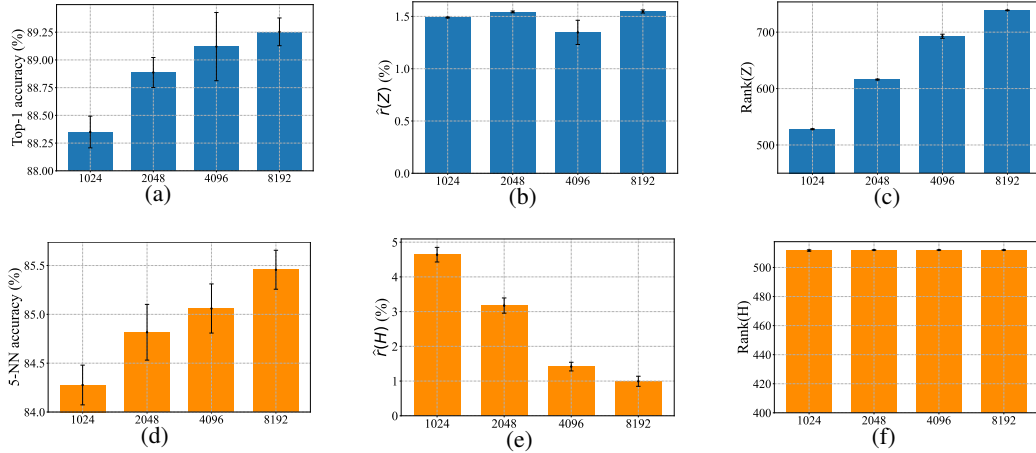 Top-1 accuracy (%)
89.25
89.00
88.75
88.50
88.25
88.00
1024 2048 4096 8192
(a)
r̂(Z) (%)
1.5
1.0
0.5
0.0
1024 2048 4096 8192
(b)
Rank(Z)
700
600
500
1024 2048 4096 8192
(c)
5-NN accuracy (%)
85.5
85.0
84.5
84.0
1024 2048 4096 8192
(d)
r̂(H) (%)
5
4
3
2
1
0
1024 2048 4096 8192
(e)
Rank(H)
500
480
460
440
420
400
1024 2048 4096 8192
(f)